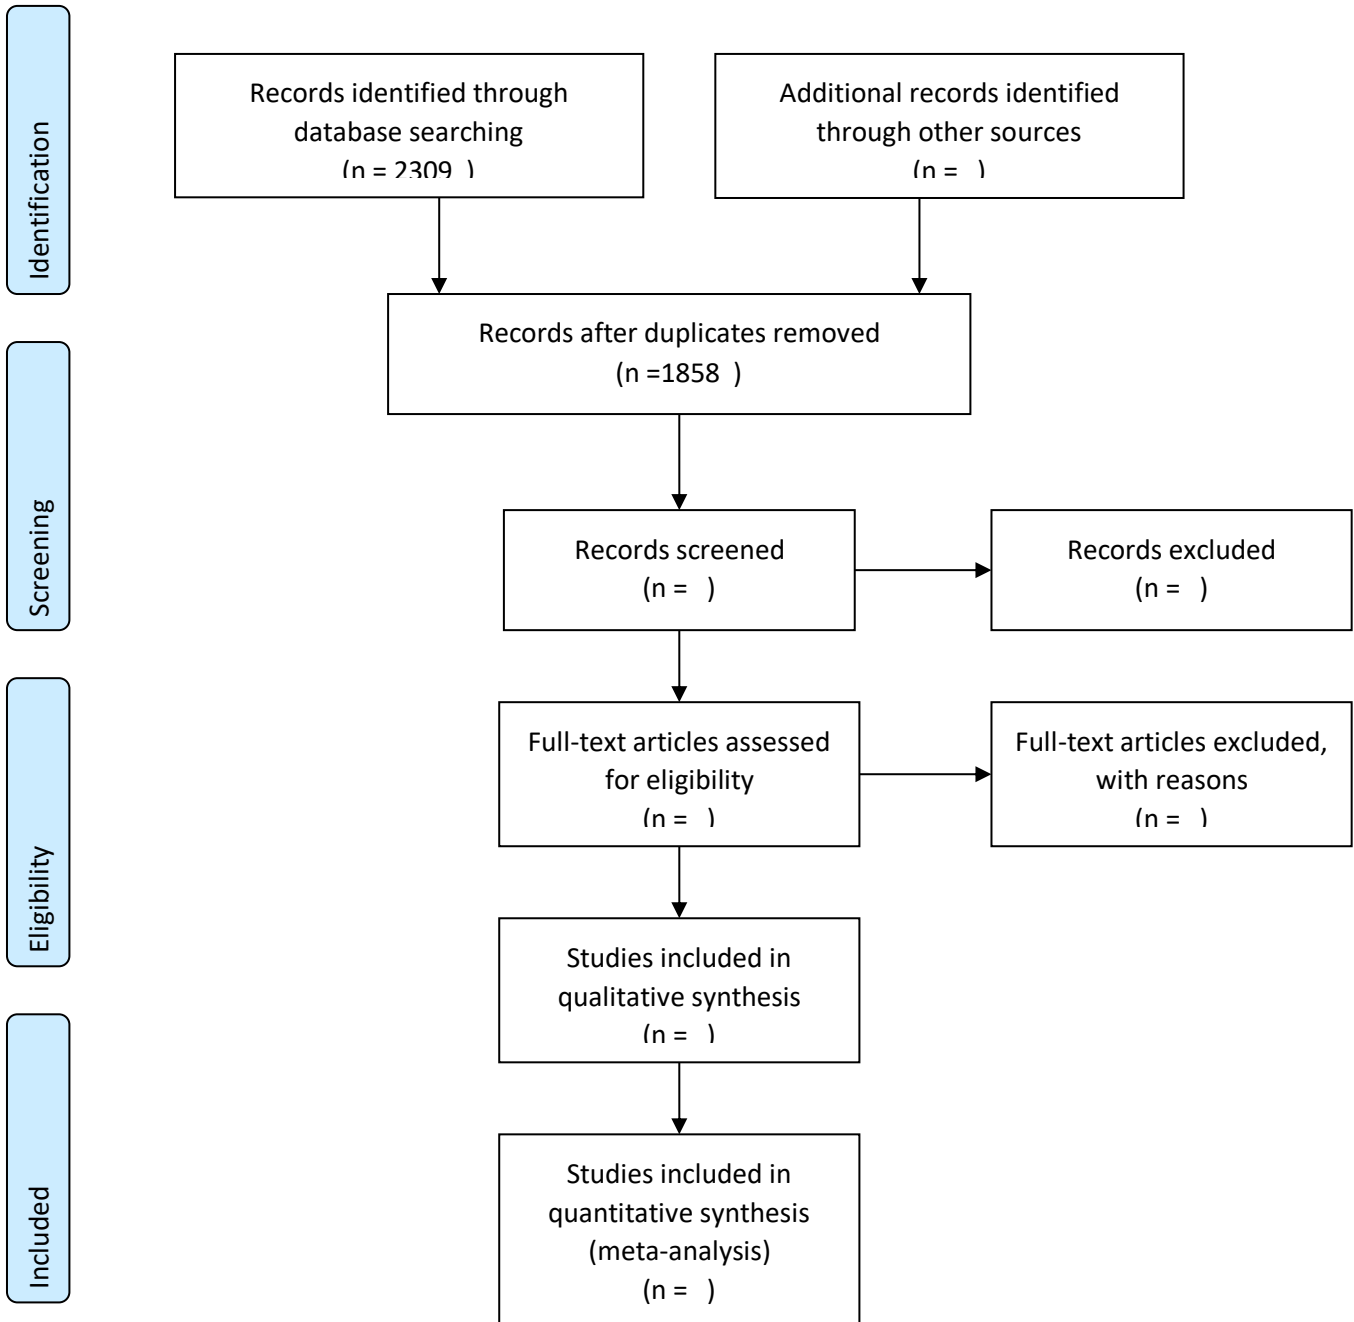 Identification
Records identified through
database searching
(n = 2309  )
Additional records identified
through other sources
(n =   )
Records after duplicates removed
(n =1858  )
Screening
Records screened
(n =   )
Records excluded
(n =   )
Eligibility
Full-text articles assessed
for eligibility
(n =   )
Full-text articles excluded,
with reasons
(n =   )
Studies included in
qualitative synthesis
(n =   )
Included
Studies included in
quantitative synthesis
(meta-analysis)
(n =   )